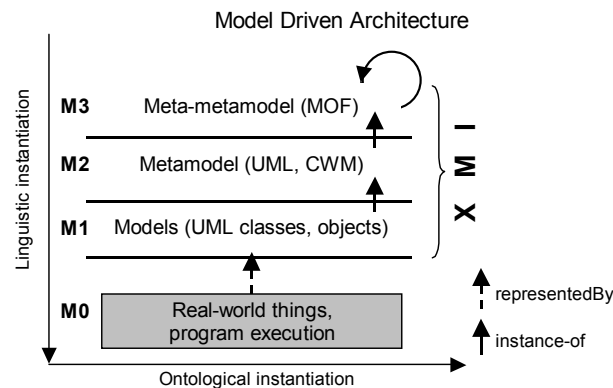 Model Driven Architecture
Linguistic instantiation
M3 Meta-metamodel (MOF)
M2 Metamodel (UML, CWM)
M1 Models (UML classes, objects)
X M I
M0 Real-world things,
program execution
representedBy
instance-of
Ontological instantiation